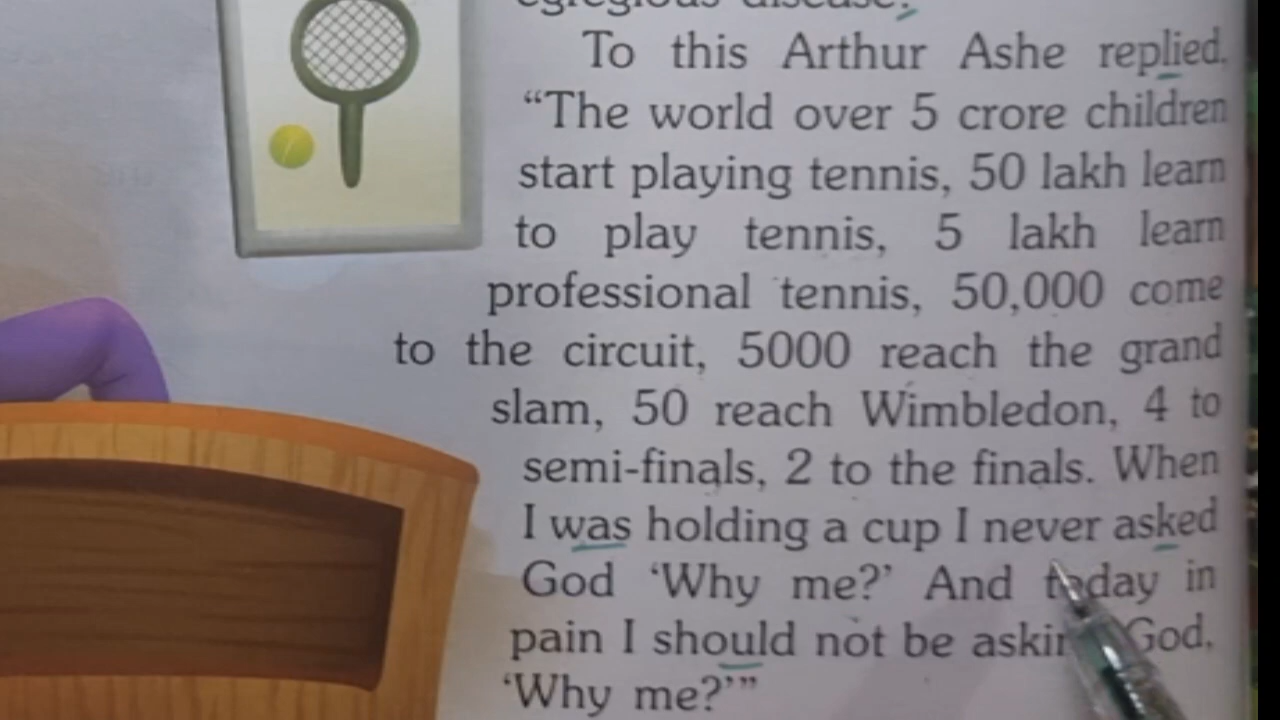 egregious disease.
To this Arthur Ashe replied,
“The world over 5 crore children
start playing tennis, 50 lakh learn
to play tennis, 5 lakh learn
professional tennis, 50,000 come
to the circuit, 5000 reach the grand
slam, 50 reach Wimbledon, 4 to
semi-finals, 2 to the finals. When
I was holding a cup I never asked
God ‘Why me?’ And today in
pain I should not be God,
‘Why me?’”